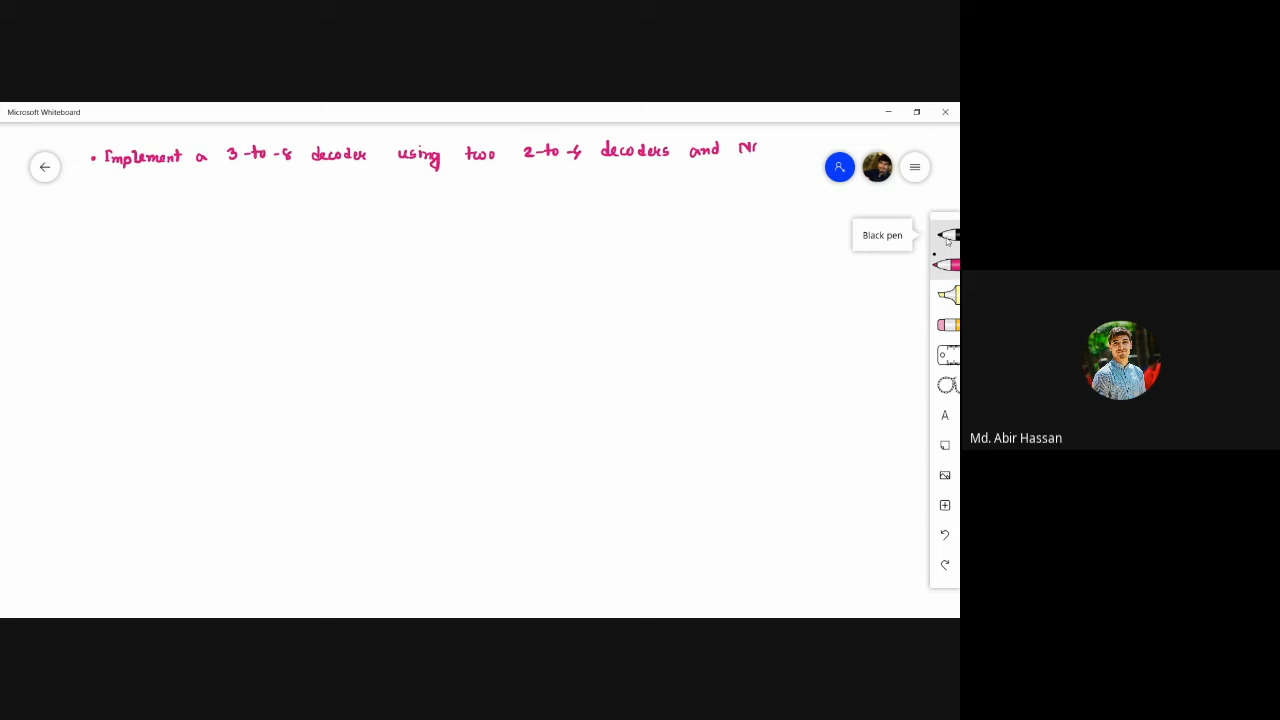 Microsoft Whiteboard
• Implement a 3-to-8 decoder using two 2-to-4 decoders and
Black pen
A
Md. Abir Hassan